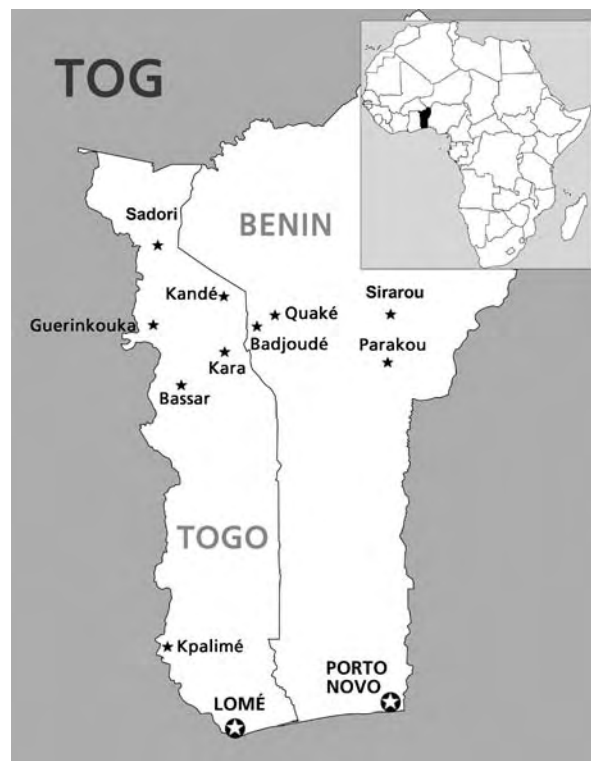 TOG
Sadori
BENIN
Kandé
Quaké
Sirarou
Guerinkouka
Badjoudé
Parakou
Kara
Bassar
TOGO
Kpalimé
PORTO
NOVO
LOMÉ